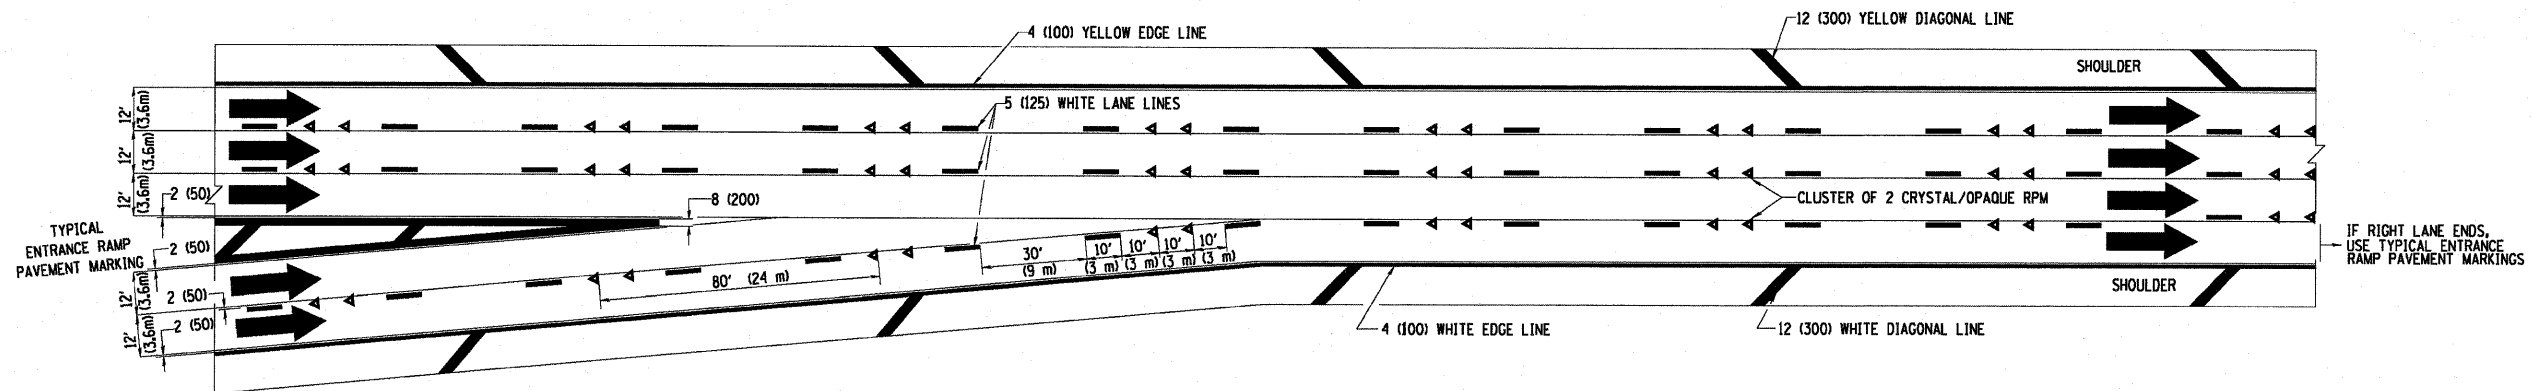 12 (300) YELLOW DIAGONAL LINE
4 (100) YELLOW EDGE LINE
SHOULDER
12'
(3.6m)
5 (125) WHITE LANE LINES
12'
(3.6m)
12'
(3.6m)
2 (50)
CLUSTER OF 2 CRYSTAL/OPAQUE RPM
8 (200)
TYPICAL
ENTRANCE RAMP
PAVEMENT MARKING
2 (50)
IF RIGHT LANE ENDS,
USE TYPICAL ENTRANCE
RAMP PAVEMENT MARKINGS
30'
(9 m)
10'
(3 m)
10'
(3 m)
10'
(3 m)
10'
(3 m)
80' (24 m)
12'
(3.6m)
2 (50)
SHOULDER
12'
(3.6m)
2 (50)
4 (100) WHITE EDGE LINE
12 (300) WHITE DIAGONAL LINE